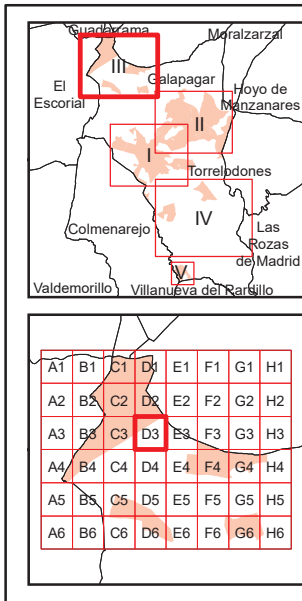 Guadarrama
Moralzarzal
III
El
Escorial
Galapagar
Hoyo de
Manzanares
II
I
Torrelodones
IV
Colmenarejo
Las
Rozas
de Madrid
V
Valdemorillo
Villanueva del Pardillo
A1 B1 C1 D1 E1 F1 G1 H1
A2 B2 C2 D2 E2 F2 G2 H2
A3 B3 C3 D3 E3 F3 G3 H3
A4 B4 C4 D4 E4 F4 G4 H4
A5 B5 C5 D5 E5 F5 G5 H5
A6 B6 C6 D6 E6 F6 G6 H6